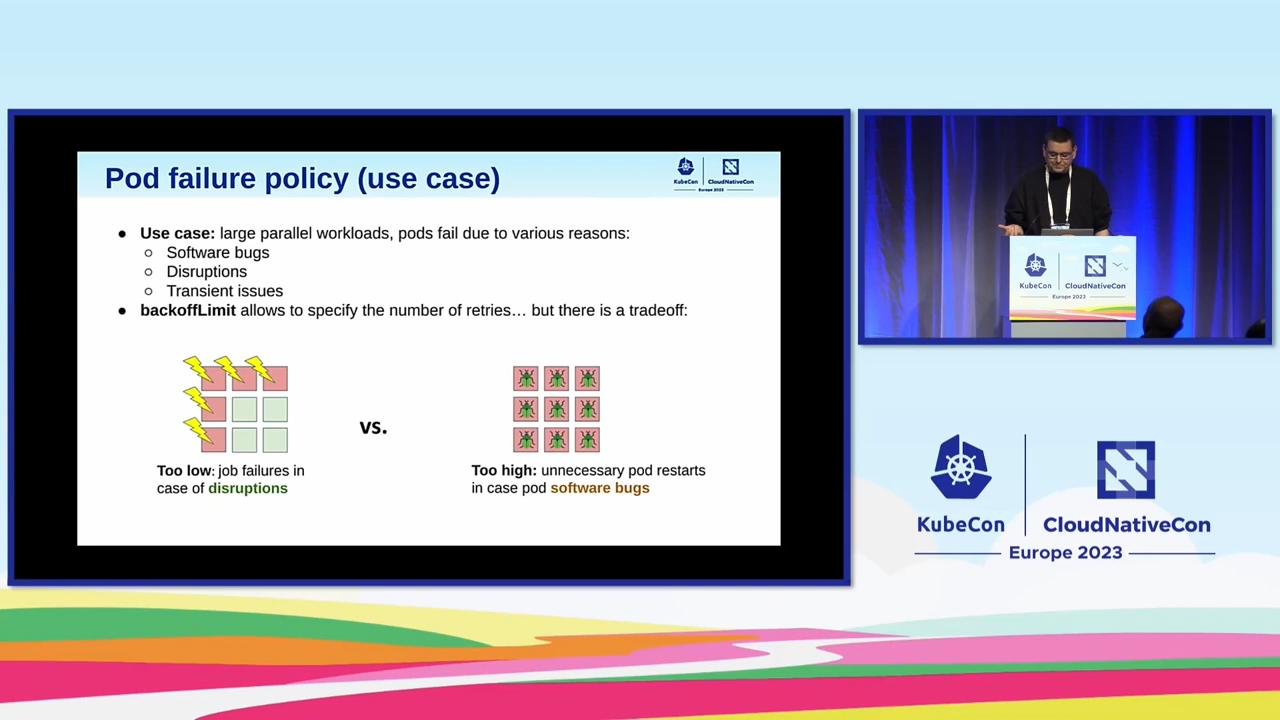 Pod failure policy (use case)
KubeCon
CloudNativeCon
Europe 2023
● Use case: large parallel workloads, pods fail due to various reasons:
○ Software bugs
○ Disruptions
○ Transient issues
● backoffLimit allows to specify the number of retries… but there is a tradeoff:
vs.
Too low: job failures in
case of disruptions
Too high: unnecessary pod restarts
in case pod software bugs
KubeCon
CloudNativeCon
Europe 2023
KubeCon
CloudNativeCon
Europe 2023